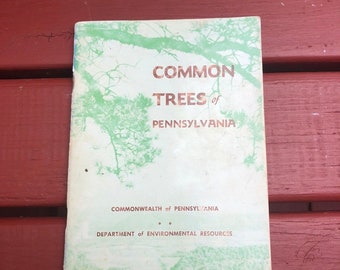 COMMON
TREES of
PENNSYLVANIA
COMMONWEALTH of PENNSYLVANIA
DEPARTMENT of ENVIRONMENTAL RESOURCES